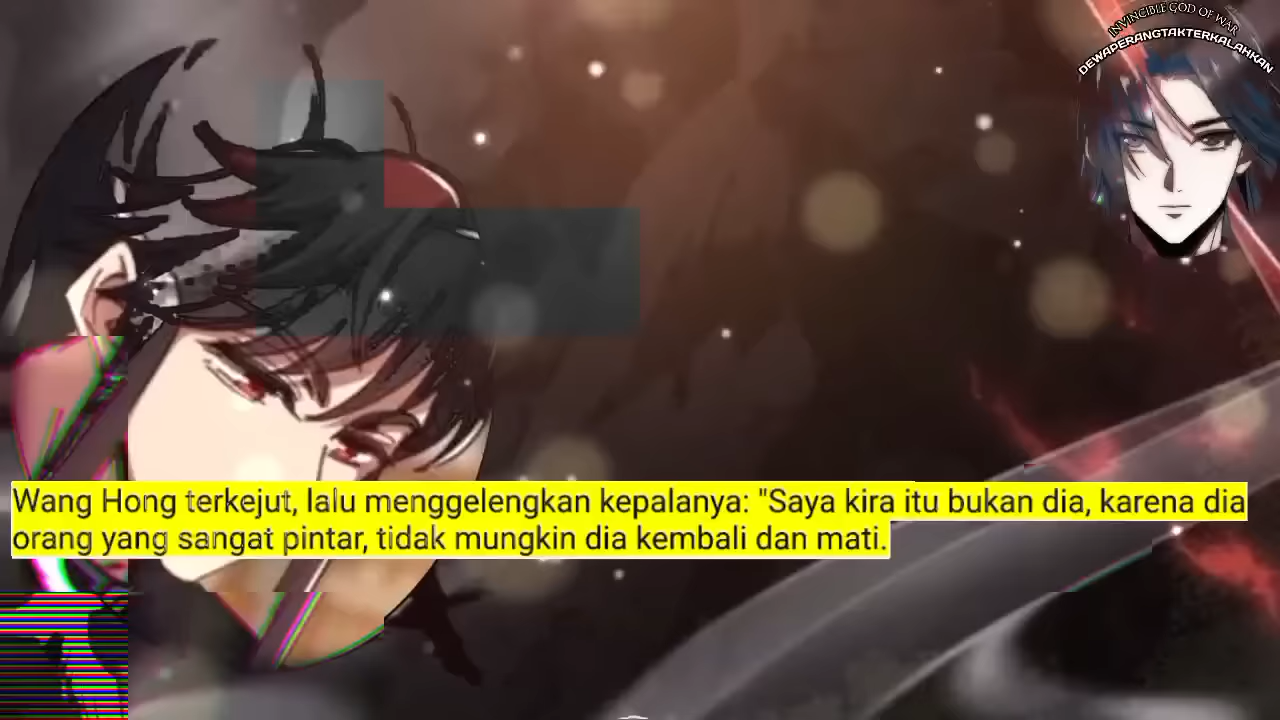 INVINCIBLE GOD OF WAR
DEWAPERANGTAKTERKALAHKAN
Wang Hong terkejut, lalu menggelengkan kepalanya: "Saya kira itu bukan dia, karena dia
orang yang sangat pintar, tidak mungkin dia kembali dan mati.